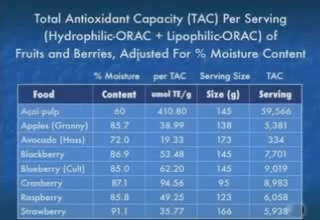 Total Antioxidant Capacity (TAC) Per Serving
(Hydrophilic-ORAC + Lipophilic-ORAC) of
Fruits and Berries, Adjusted For % Moisture Content
% Moisture per TAC Serving Size TAC
Food Content umol TE/g Size (g) Serving
Açai pulp 60 410.80 145 59,566
Apples (Granny) 85.7 38.99 138 5,381
Avocado (Hass) 72.0 19.33 173 334
Blackberry 86.9 53.48 145 7,701
Blueberry (Cult) 85.0 62.20 145 9,019
Cranberry 87.1 94.56 95 8,983
Raspberry 85.8 49.25 123 6,058
Strawberry 91.1 35.77 166 5,938